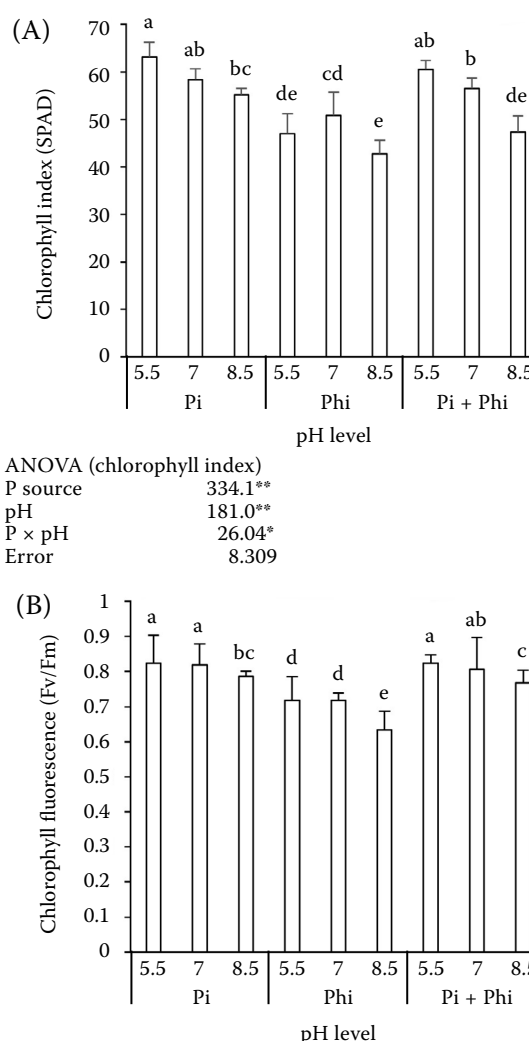 (A)
Chlorophyll index (SPAD)
70
60
50
40
30
20
10
0
a
ab
bc
de
cd
e
ab
b
de
5.5 7 8.5 5.5 7 8.5 5.5 7 8.5
Pi Phi Pi + Phi
pH level
ANOVA (chlorophyll index)
P source 334.1**
pH 181.0**
P × pH 26.04*
Error 8.309
(B)
Chlorophyll fluorescence (Fv/Fm)
1
0.9
0.8
0.7
0.6
0.5
0.4
0.3
0.2
0.1
0
a
a
bc
d
d
e
a
ab
c
5.5 7 8.5 5.5 7 8.5 5.5 7 8.5
Pi Phi Pi + Phi
pH level